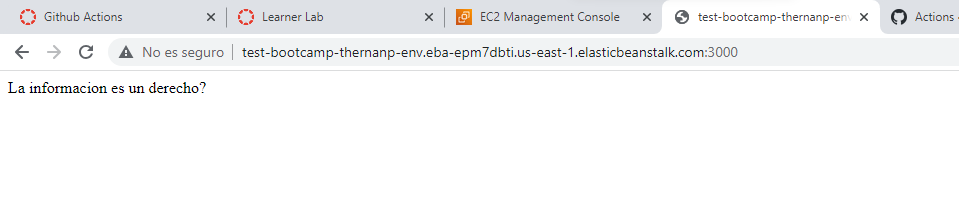 Github Actions
Learner Lab
EC2 Management Console
test-bootcamp-thernanp-env
Actions
No es seguro
test-bootcamp-thernanp-env.eba-epm7dbti.us-east-1.elasticbeanstalk.com:3000
La informacion es un derecho?